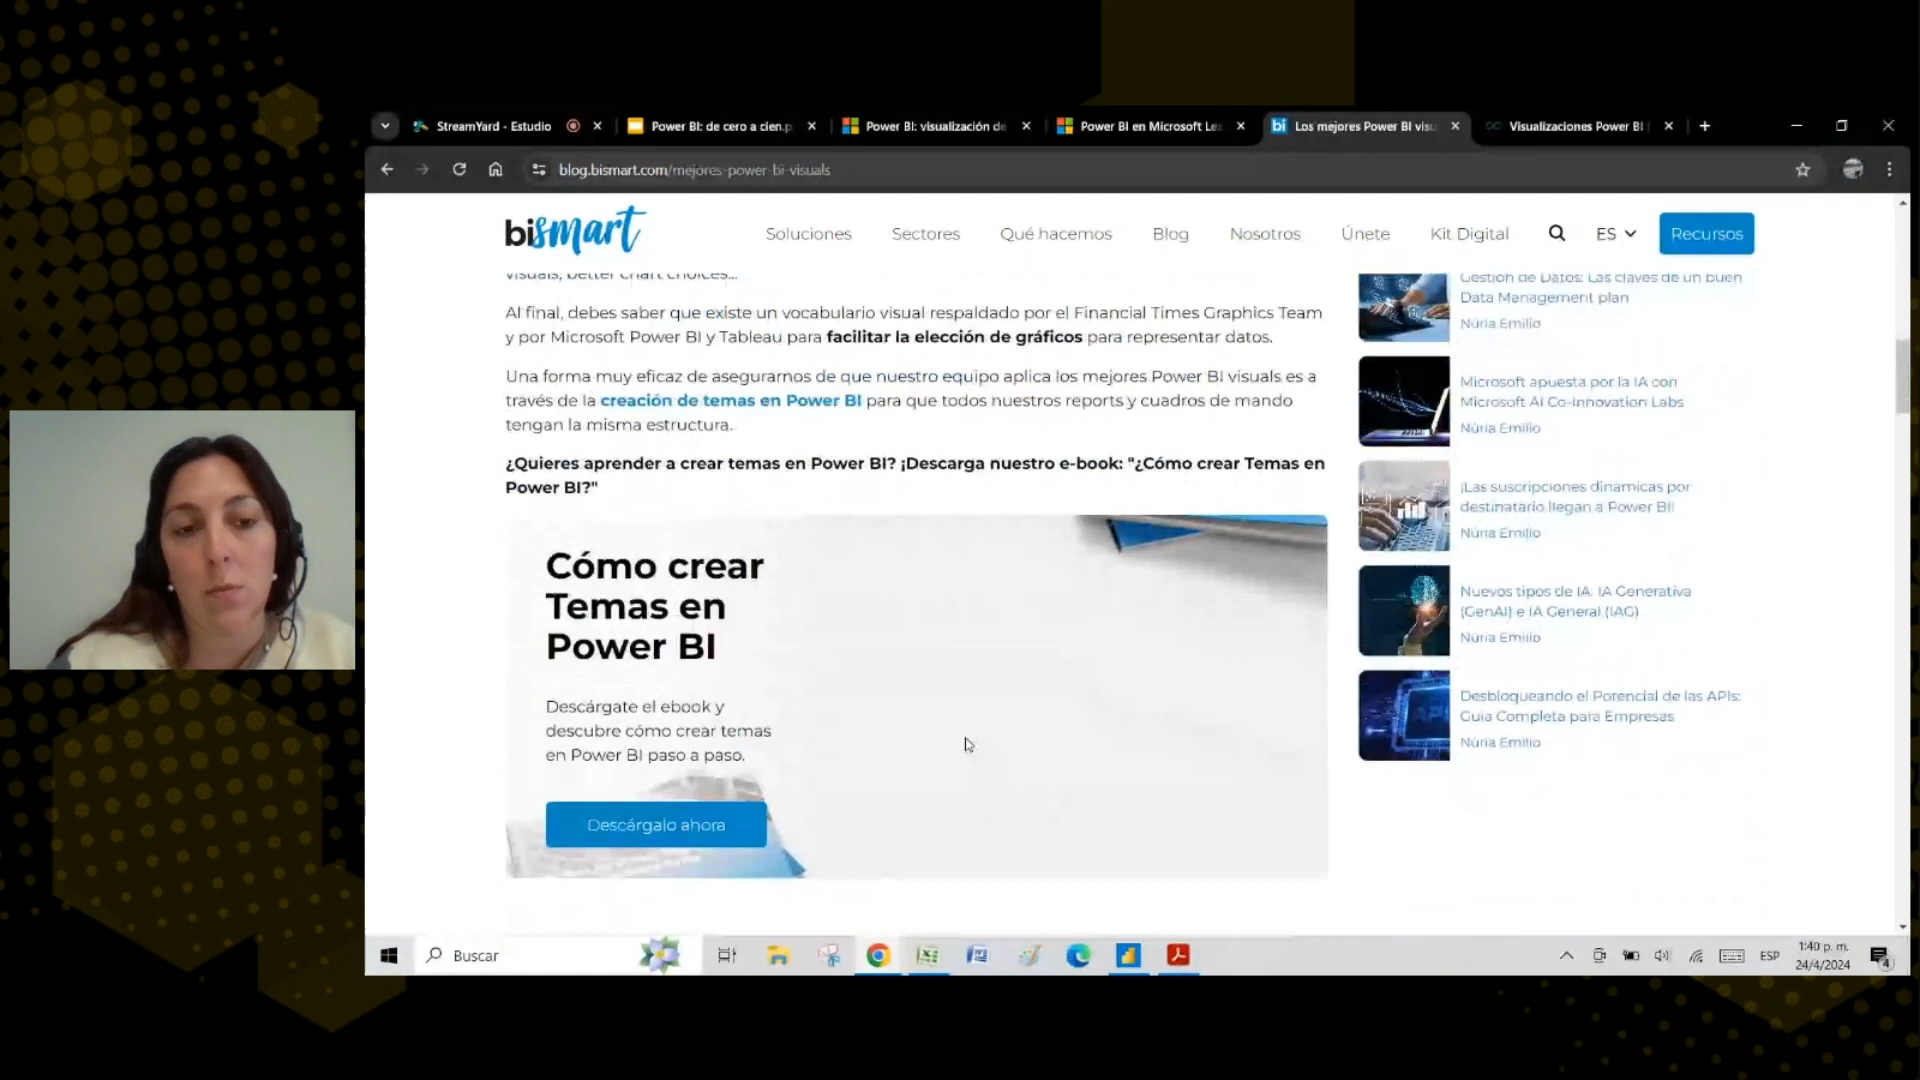 StreamYard - Estudio
Power BI: de cero a cien.p
Power BI: visualización de
Power BI en Microsoft Le
Los mejores Power BI visu
Visualizaciones Power BI
blog.bismart.com/mejores-power-bi-visuals
bismart
Soluciones
Sectores
Qué hacemos
Blog
Nosotros
Únete
Kit Digital
ES
Recursos
visuals, better chart choices...
Al final, debes saber que existe un vocabulario visual respaldado por el Financial Times Graphics Team
y por Microsoft Power BI y Tableau para facilitar la elección de gráficos para representar datos.
Una forma muy eficaz de asegurarnos de que nuestro equipo aplica los mejores Power BI visuals es a
través de la creación de temas en Power BI para que todos nuestros reports y cuadros de mando
tengan la misma estructura.
¿Quieres aprender a crear temas en Power BI? ¡Descarga nuestro e-book: "¿Cómo crear Temas en
Power BI?"
Cómo crear
Temas en
Power BI
Descárgate el ebook y
descubre cómo crear temas
en Power BI paso a paso.
Descárgalo ahora
Gestión de Datos: Las claves de un buen
Data Management plan
Núria Emilio
Microsoft apuesta por la IA con
Microsoft AI Co-Innovation Labs
Núria Emilio
¡Las suscripciones dinámicas por
destinatario llegan a Power BI!
Núria Emilio
Nuevos tipos de IA: IA Generativa
(GenAI) e IA General (IAG)
Núria Emilio
Desbloqueando el Potencial de las APIs:
Guía Completa para Empresas
Núria Emilio
Buscar
ESP
1:40 p. m.
24/4/2024
4